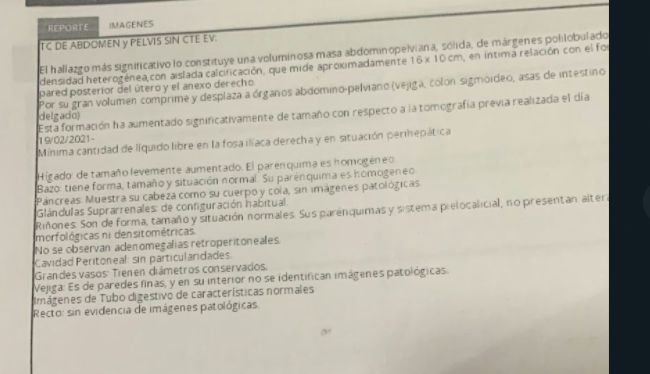 REPORTE IMAGENES
TC DE ABDOMEN y PELVIS SIN CTE EV:
El hallazgo más significativo lo constituye una voluminosa masa abdominopelviana, sólida, de márgenes polilobulado
densidad heterogénea,con aislada calcificación, que mide aproximadamente 16 x 10 cm, en íntima relación con el fo
pared posterior del útero y el anexo derecho.
Por su gran volumen comprime y desplaza a órganos abdomino-pelviano (vejiga, colon sigmoideo, asas de intestino
delgado)
Esta formación ha aumentado significativamente de tamaño con respecto a la tomografía previa realizada el día
19/02/2021-
Mínima cantidad de líquido libre en la fosa ilíaca derecha y en situación perihepática
Hígado: de tamaño levemente aumentado. El parenquima es homogéneo.
Bazo: tiene forma, tamaño y situación normal. Su parénquima es homogeneo.
Páncreas: Muestra su cabeza como su cuerpo y cola, sin imágenes patológicas.
Glándulas Suprarrenales: de configuración habitual.
Riñones: Son de forma, tamaño y situación normales. Sus parénquimas y sistema pielocalicial, no presentan altera
morfológicas ni densitométricas.
No se observan adenomegalias retroperitoneales.
Cavidad Peritoneal: sin particularidades.
Grandes vasos: Tienen diámetros conservados.
Vejiga: Es de paredes finas, y en su interior no se identifican imágenes patológicas.
Imágenes de Tubo digestivo de características normales
Recto: sin evidencia de imágenes patológicas.